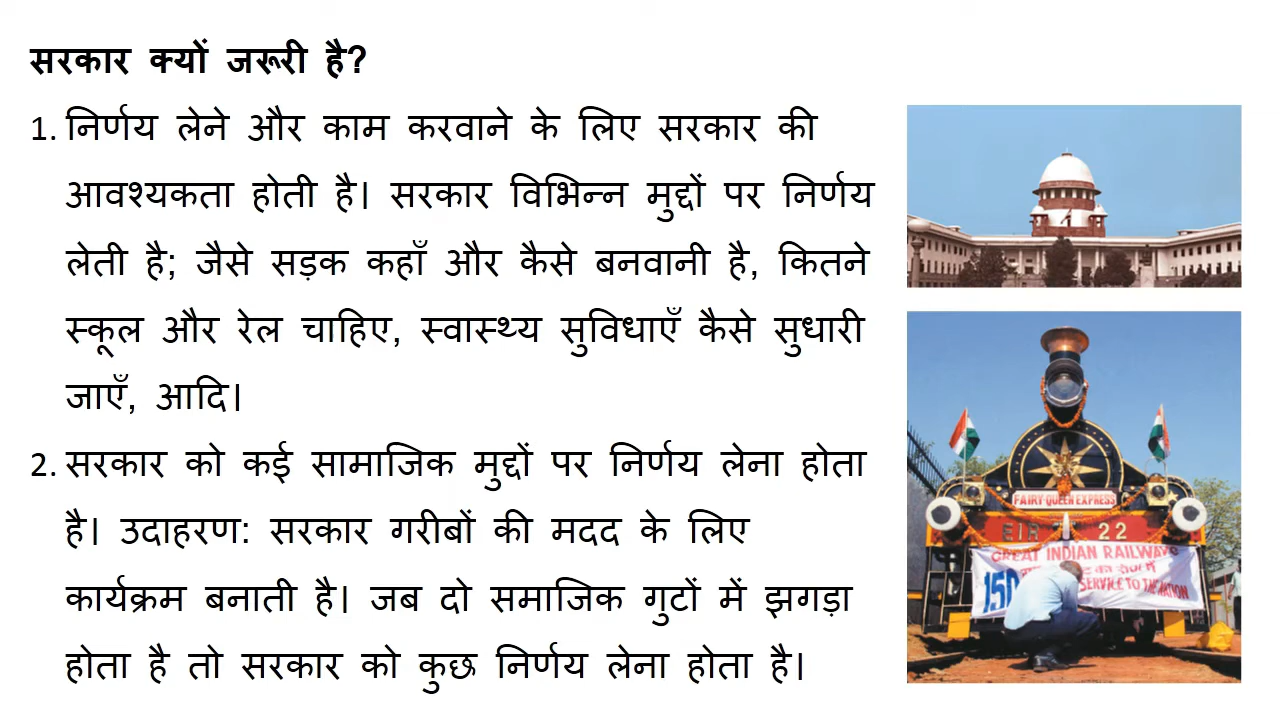 सरकार क्यों जरूरी है?
1. निर्णय लेने और काम करवाने के लिए सरकार की
आवश्यकता होती है। सरकार विभिन्न मुद्दों पर निर्णय
लेती है; जैसे सड़क कहाँ और कैसे बनवानी है, कितने
स्कूल और रेल चाहिए, स्वास्थ्य सुविधाएँ कैसे सुधारी
जाएँ, आदि।
2. सरकार को कई सामाजिक मुद्दों पर निर्णय लेना होता
है। उदाहरण: सरकार गरीबों की मदद के लिए
कार्यक्रम बनाती है। जब दो समाजिक गुटों में झगड़ा
होता है तो सरकार को कुछ निर्णय लेना होता है।
FAIRY QUEEN EXPRESS
EIR 22
GREAT INDIAN RAILWAYS
की सेवा में
150 SERVICE TO THE NATION